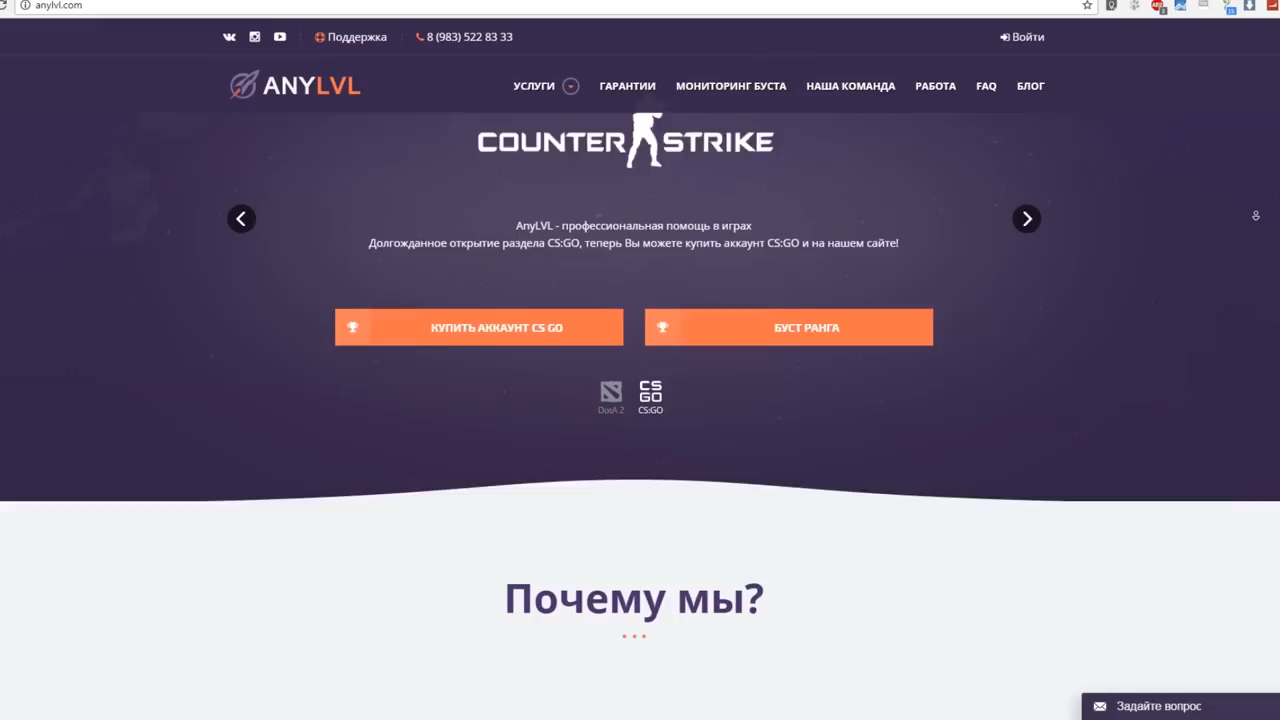 anylvl.com
Поддержка
8 (983) 522 83 33
Войти
ANYLVL
УСЛУГИ
ГАРАНТИИ
МОНИТОРИНГ БУСТА
НАША КОМАНДА
РАБОТА
FAQ
БЛОГ
COUNTER STRIKE
AnyLVL - профессиональная помощь в играх
Долгожданное открытие раздела CS:GO, теперь Вы можете купить аккаунт CS:GO и на нашем сайте!
КУПИТЬ АККАУНТ CS GO
БУСТ РАНГА
CS
GO
DotA 2
CS:GO
Почему мы?
Задайте вопрос